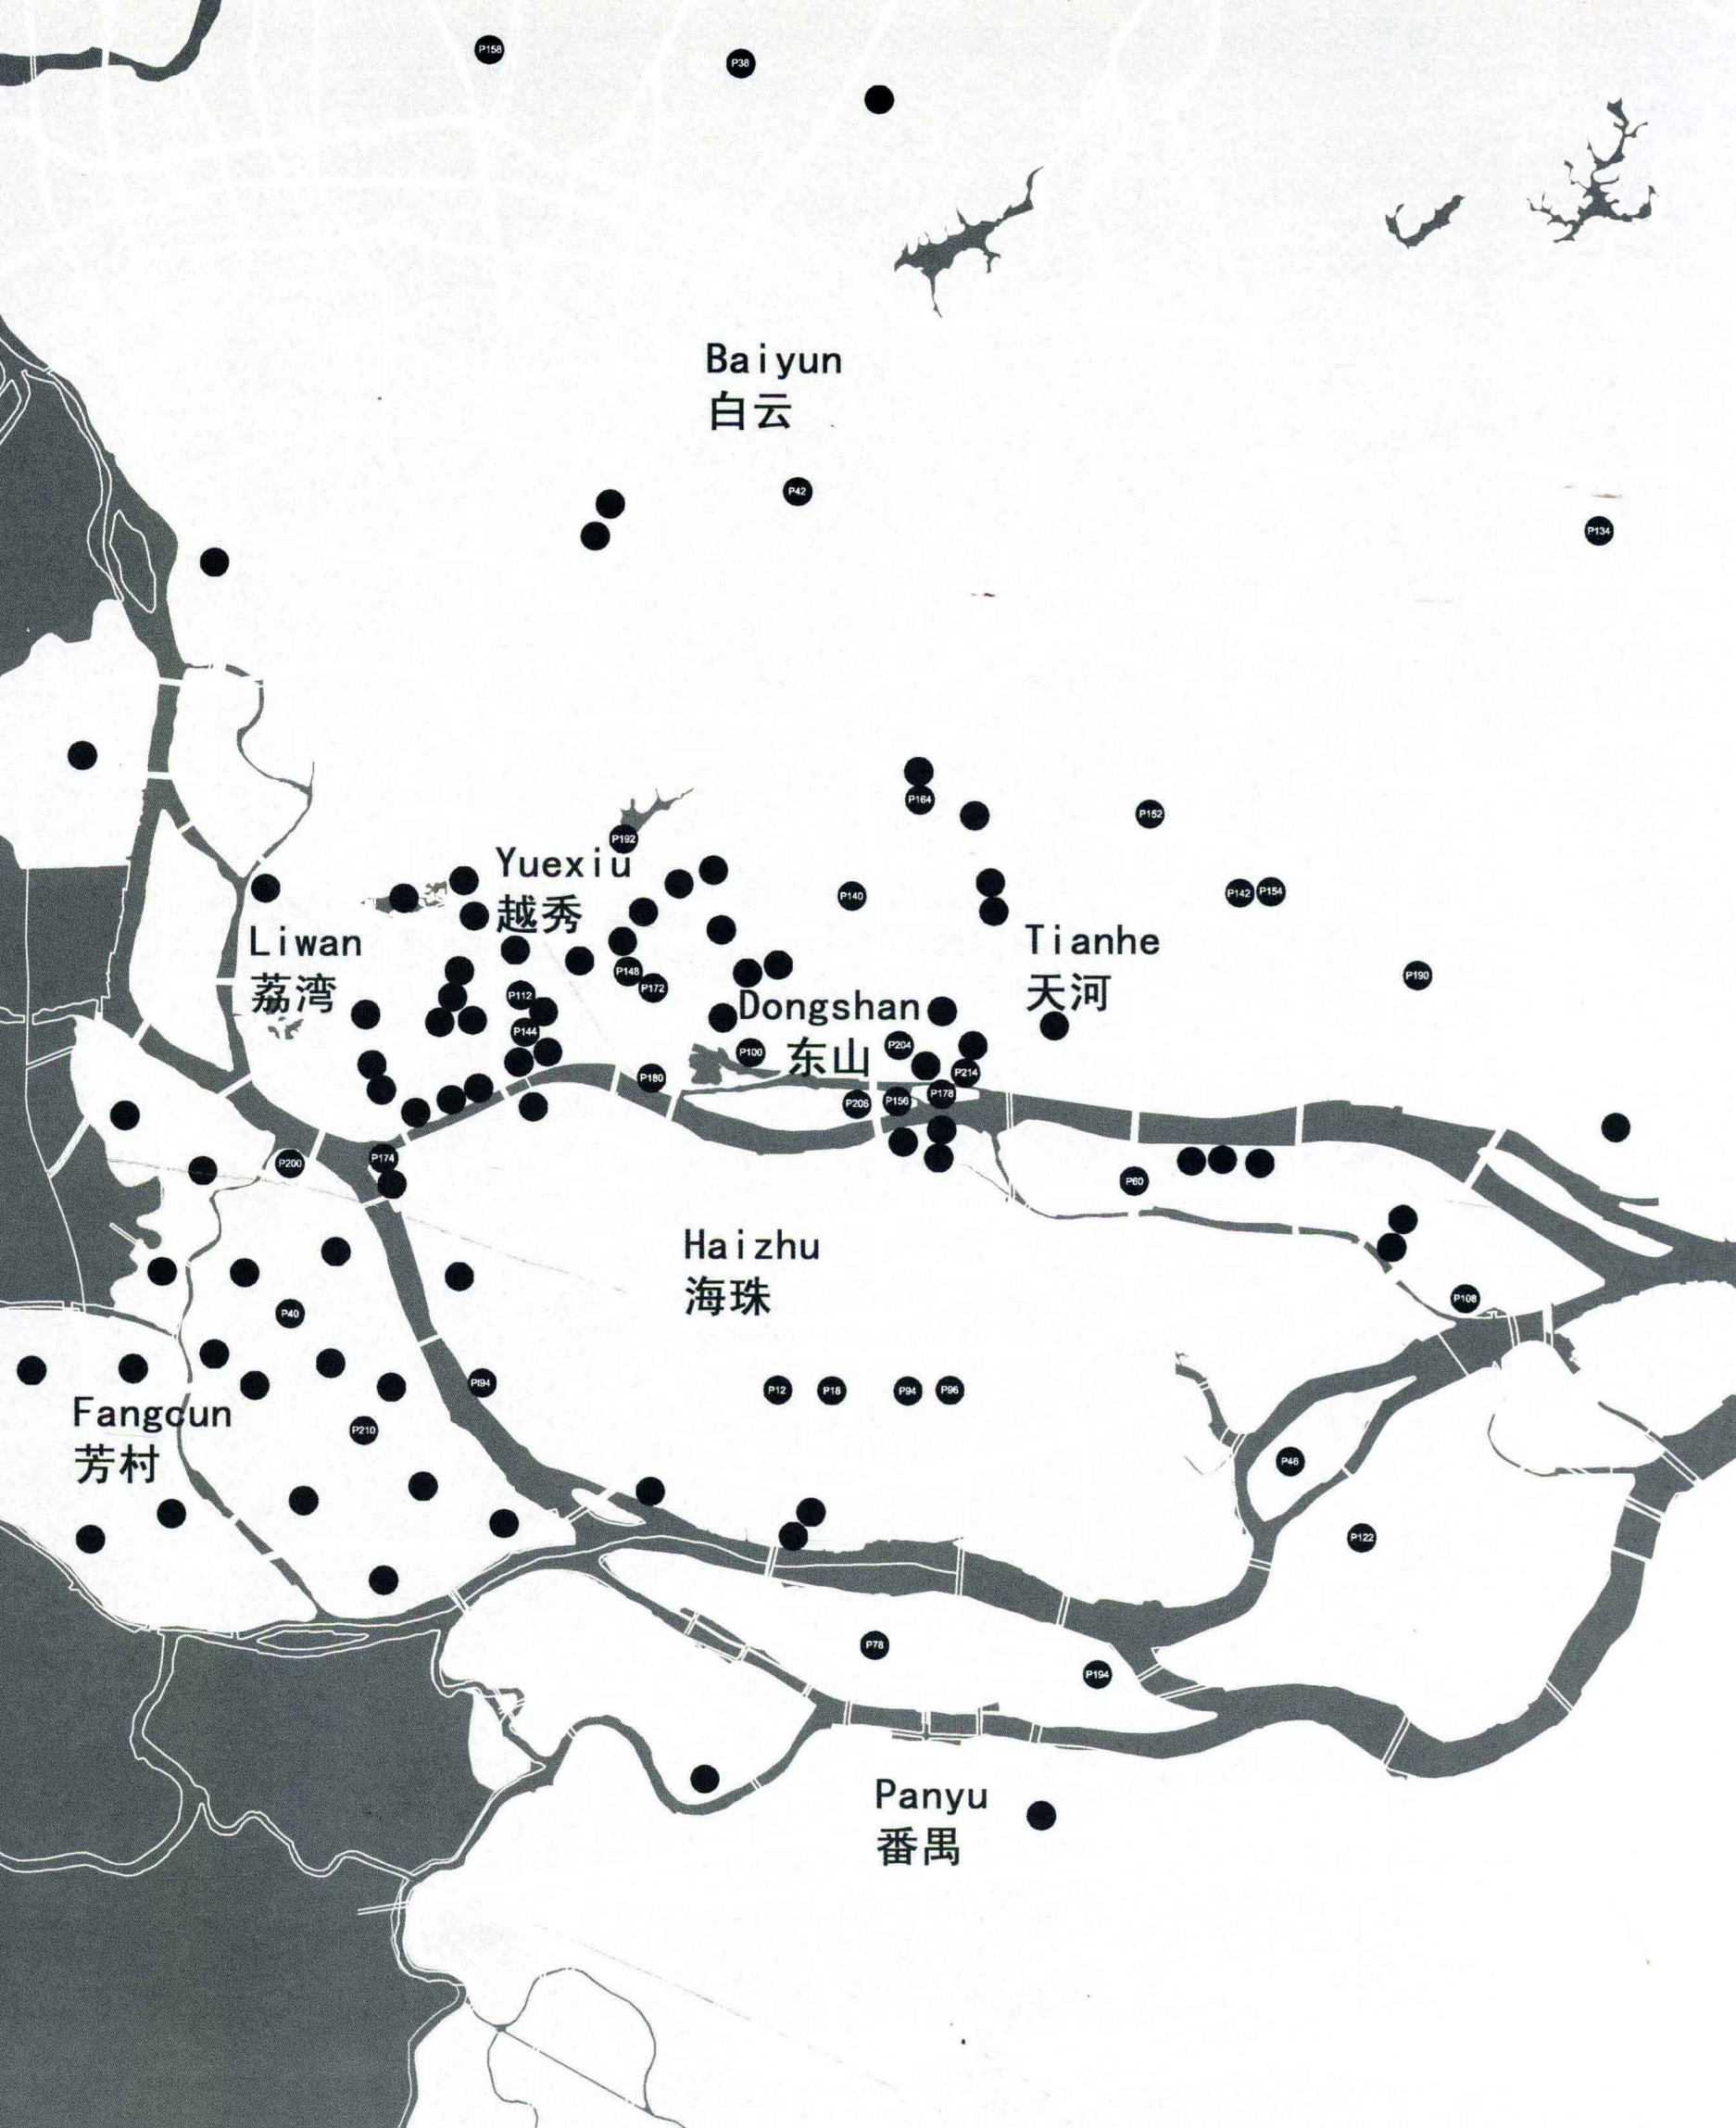 P158
P38
Baiyun
白云
P42
P134
P164
P152
P192
Yuexiu
越秀
P140
P142
P154
Liwan
荔湾
Tianhe
天河
P148
P172
P190
P112
Dongshan
东山
P144
P204
P100
P214
P180
P178
P206
P156
P174
P200
P60
Haizhu
海珠
P108
P40
P194
P12
P18
P94
P96
Fangcun
芳村
P210
P46
P122
P78
P194
Panyu
番禺